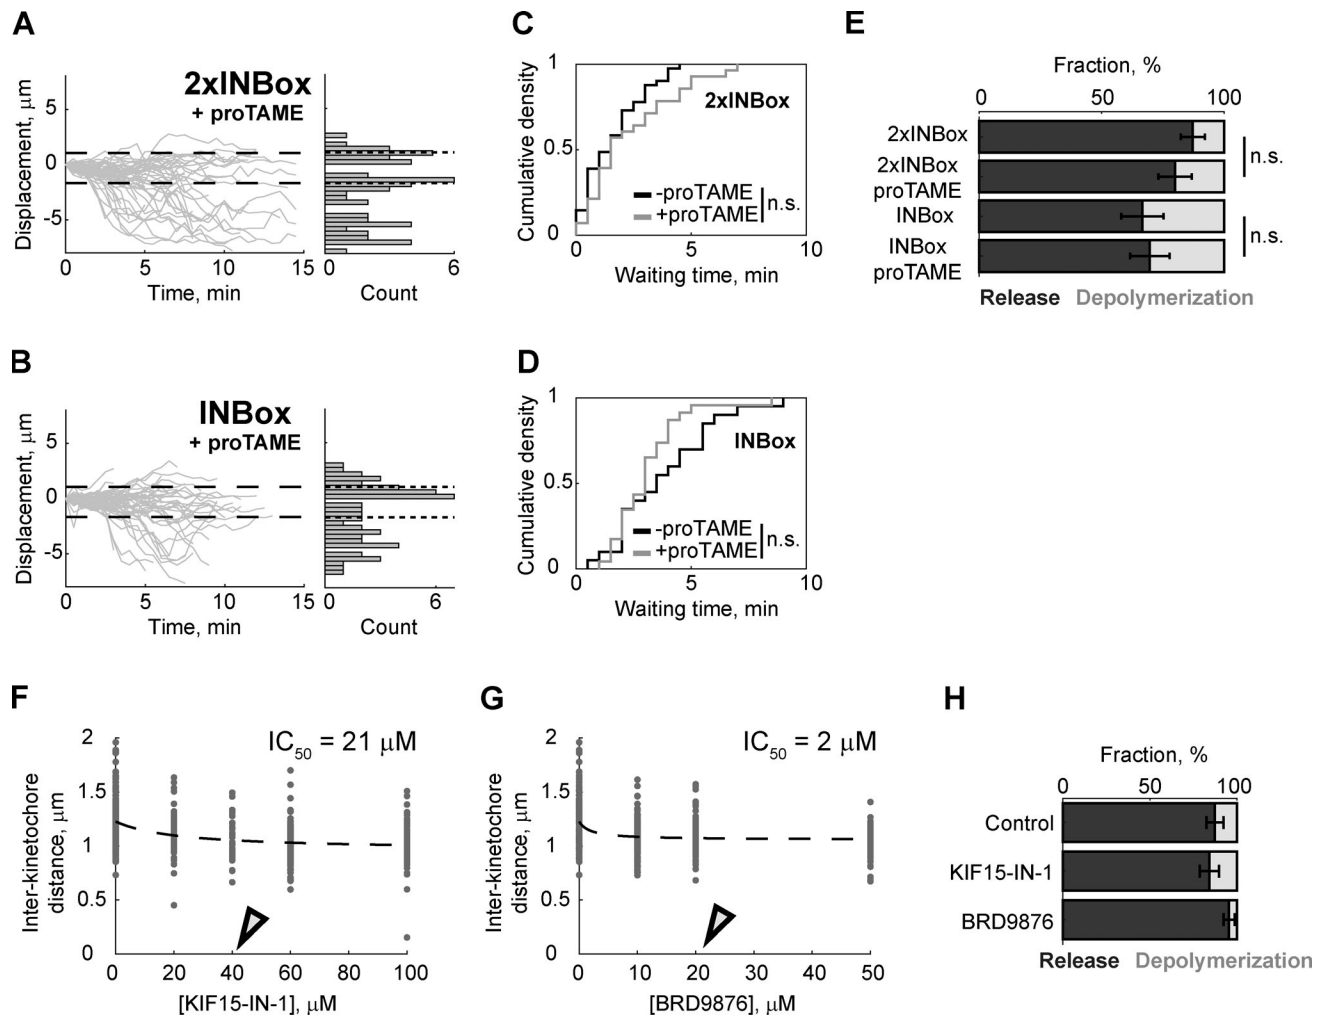 A
2xINBox
+ proTAME
Displacement, μm
5
0
-5
0 5 10 15
Time, min
0 6
Count
C
Cumulative density
1
0.5
0
2xINBox
-proTAME
+proTAME
n.s.
0 5 10
Waiting time, min
E
Fraction, %
0 50 100
2xINBox
2xINBox
proTAME
INBox
INBox
proTAME
n.s.
n.s.
Release Depolymerization
B
INBox
+ proTAME
Displacement, μm
5
0
-5
0 5 10 15
Time, min
0 6
Count
D
Cumulative density
1
0.5
0
INBox
-proTAME
+proTAME
n.s.
0 5 10
Waiting time, min
F
IC50 = 21 μM
Inter-kinetochore
distance, μm
2
1.5
1
0.5
0
0 20 40 60 80 100
[KIF15-IN-1], μM
G
IC50 = 2 μM
Inter-kinetochore
distance, μm
2
1.5
1
0.5
0
0 10 20 30 40 50
[BRD9876], μM
H
Fraction, %
0 50 100
Control
KIF15-IN-1
BRD9876
Release Depolymerization